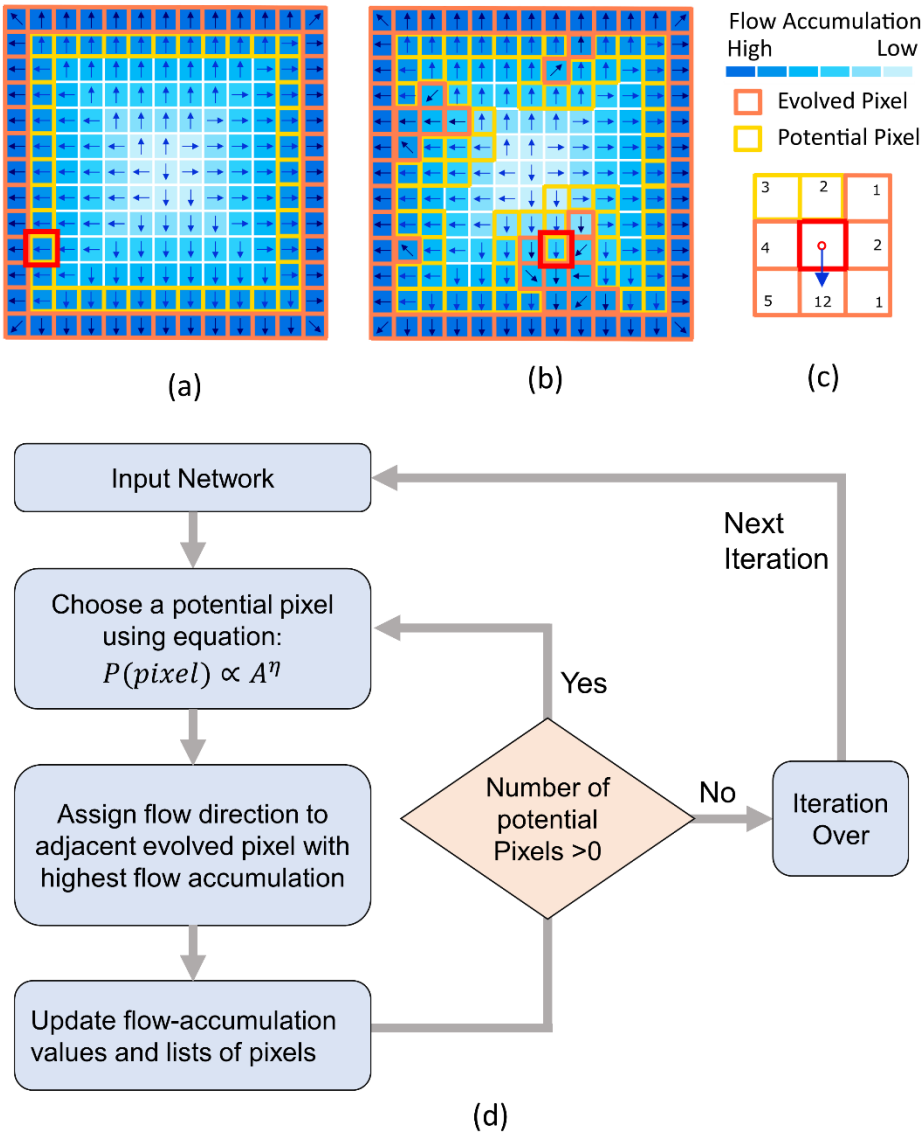 Flow Accumulation
High Low
Evolved Pixel
Potential Pixel
3 2 1
4 2
5 12 1
(a)
(b)
(c)
Input Network
Choose a potential pixel
using equation:
P(pixel) ∝ A^η
Assign flow direction to
adjacent evolved pixel with
highest flow accumulation
Update flow-accumulation
values and lists of pixels
Yes
Number of
potential
Pixels >0
No
Iteration
Over
Next
Iteration
(d)